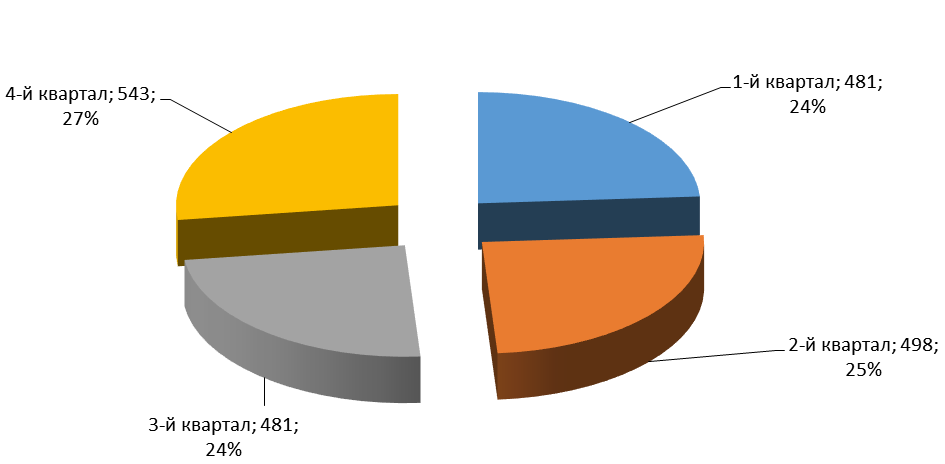 1-й квартал; 481;
24%
4-й квартал; 543;
27%
2-й квартал; 498;
25%
3-й квартал; 481;
24%